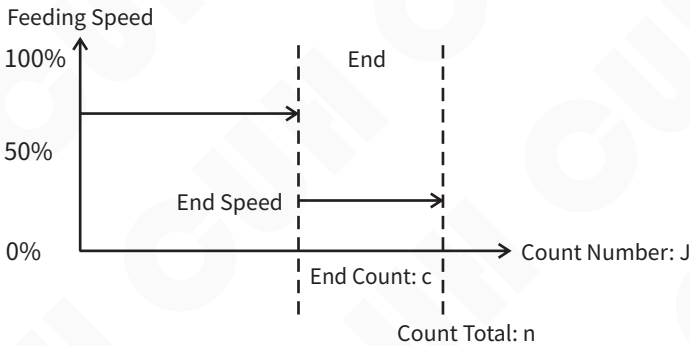 Feeding Speed
100%
End
50%
End Speed
0%
Count Number: J
End Count: c
Count Total: n